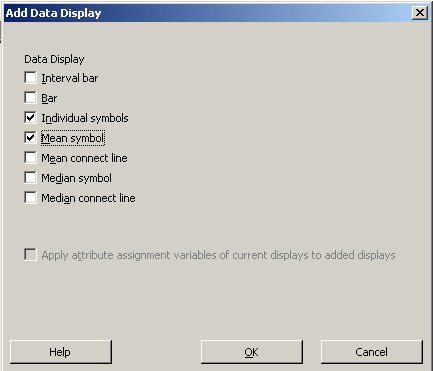 Add Data Display
Data Display
Interval bar
Bar
Individual symbols
Mean symbol
Mean connect line
Median symbol
Median connect line
Apply attribute assignment variables of current displays to added displays
Help
OK
Cancel